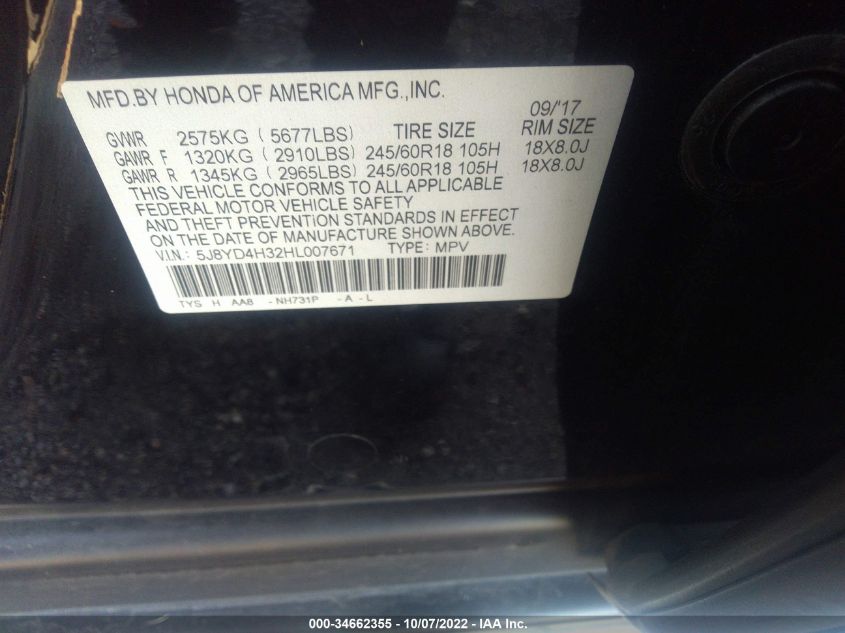 MFD.BY HONDA OF AMERICA MFG.,INC.
09/'17
GVWR 2575KG ( 5677LBS) TIRE SIZE RIM SIZE
GAWR F 1320KG ( 2910LBS) 245/60R18 105H 18X8.0J
GAWR R 1345KG ( 2965LBS) 245/60R18 105H 18X8.0J
THIS VEHICLE CONFORMS TO ALL APPLICABLE
FEDERAL MOTOR VEHICLE SAFETY
AND THEFT PREVENTION STANDARDS IN EFFECT
ON THE DATE OF MANUFACTURE SHOWN ABOVE.
V.I.N.: 5J8YD4H32HL007671 TYPE: MPV
TYS H AA8 - NH731P - A - L
000-34662355 - 10/07/2022 - IAA Inc.